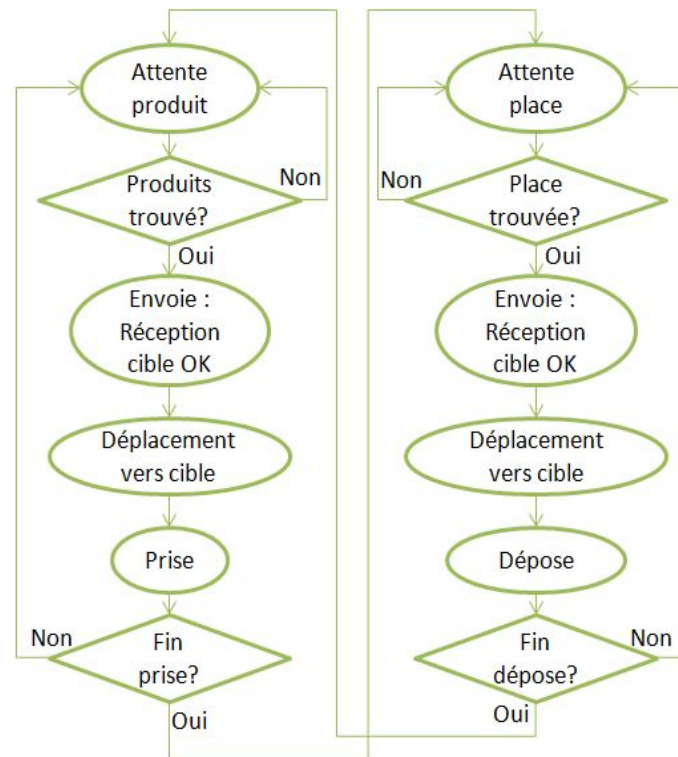 Attente
produit
Produits
trouvé?
Non
Oui
Envoie :
Réception
cible OK
Déplacement
vers cible
Prise
Non
Fin
prise?
Oui
Attente
place
Non
Place
trouvée?
Oui
Envoie :
Réception
cible OK
Déplacement
vers cible
Dépose
Fin
dépose?
Non
Oui